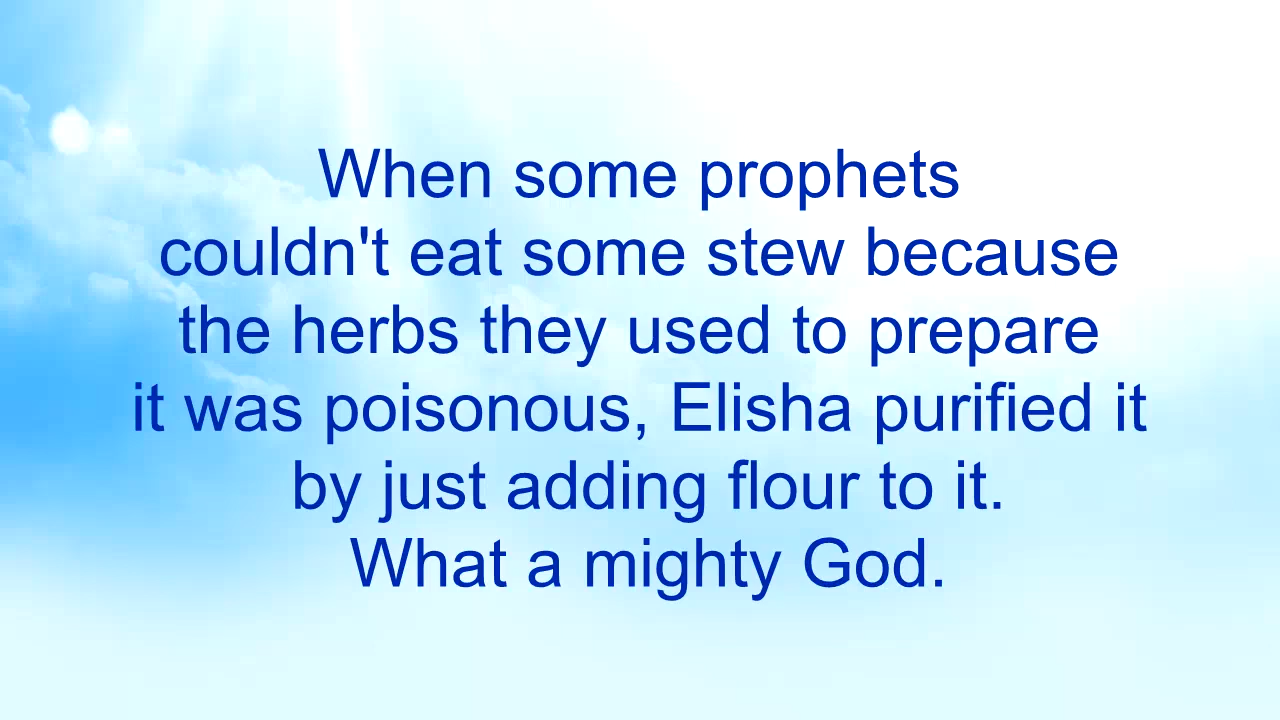 When some prophets
couldn't eat some stew because
the herbs they used to prepare
it was poisonous, Elisha purified it
by just adding flour to it.
What a mighty God.